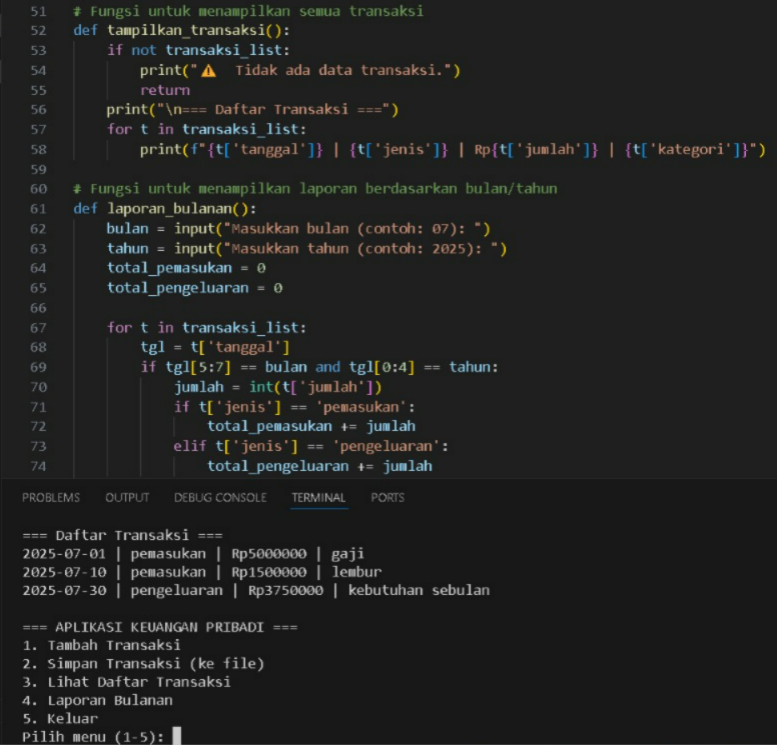 51 # Fungsi untuk menampilkan semua transaksi
52 def tampilkan_transaksi():
53     if not transaksi_list:
54         print("⚠️  Tidak ada data transaksi.")
55         return
56     print("\n=== Daftar Transaksi ===")
57     for t in transaksi_list:
58         print(f"{t['tanggal']} | {t['jenis']} | Rp{t['jumlah']} | {t['kategori']}")
59
60 # Fungsi untuk menampilkan laporan berdasarkan bulan/tahun
61 def laporan_bulanan():
62     bulan = input("Masukkan bulan (contoh: 07): ")
63     tahun = input("Masukkan tahun (contoh: 2025): ")
64     total_pemasukan = 0
65     total_pengeluaran = 0
66
67     for t in transaksi_list:
68         tgl = t['tanggal']
69         if tgl[5:7] == bulan and tgl[0:4] == tahun:
70             jumlah = int(t['jumlah'])
71             if t['jenis'] == 'pemasukan':
72                 total_pemasukan += jumlah
73             elif t['jenis'] == 'pengeluaran':
74                 total_pengeluaran += jumlah
PROBLEMS OUTPUT DEBUG CONSOLE TERMINAL PORTS
=== Daftar Transaksi ===
2025-07-01 | pemasukan | Rp5000000 | gaji
2025-07-10 | pemasukan | Rp1500000 | lembur
2025-07-30 | pengeluaran | Rp3750000 | kebutuhan sebulan
=== APLIKASI KEUANGAN PRIBADI ===
1. Tambah Transaksi
2. Simpan Transaksi (ke file)
3. Lihat Daftar Transaksi
4. Laporan Bulanan
5. Keluar
Pilih menu (1-5):